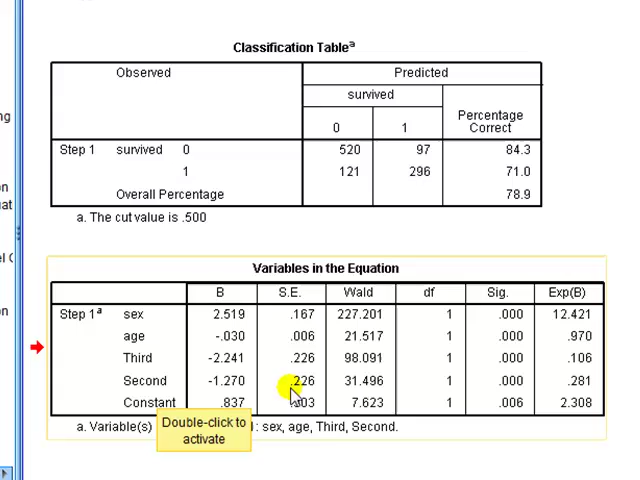 Classification Tableᵃ
Observed Predicted
survived Percentage Correct
0 1
Step 1 survived 0 520 97 84.3
1 121 296 71.0
Overall Percentage 78.9
a. The cut value is .500
Variables in the Equation
B S.E. Wald df Sig. Exp(B)
Step 1ᵃ sex 2.519 .167 227.201 1 .000 12.421
age -.030 .006 21.517 1 .000 .970
Third -2.241 .226 98.091 1 .000 .106
Second -1.270 .226 31.496 1 .000 .281
Constant .837 .303 7.623 1 .006 2.308
a. Variable(s) : sex, age, Third, Second.
Double-click to
activate